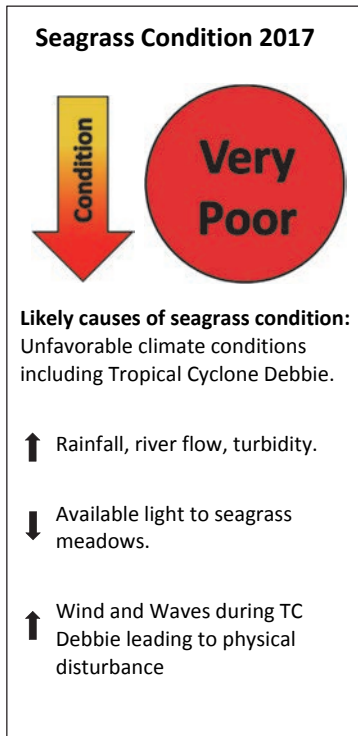 Seagrass Condition 2017
Condition
Very
Poor
Likely causes of seagrass condition:
Unfavorable climate conditions
including Tropical Cyclone Debbie.
Rainfall, river flow, turbidity.
Available light to seagrass
meadows.
Wind and Waves during TC
Debbie leading to physical
disturbance